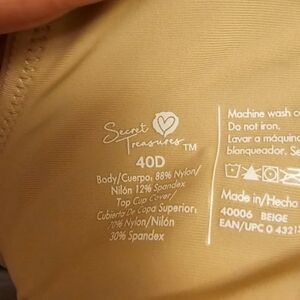 Secret
Treasures™
40D
Body/Cuerpo: 88% Nylon/
Nilón 12% Spandex
Top Cup Cover/
Cubierta De Copa Superior:
70% Nylon/Nilón
30% Spandex
Machine wash co
Do not iron.
Lavar a máquina
blanqueador. Se
Made in/Hecho
40006 BEIGE
EAN/UPC 0 4321